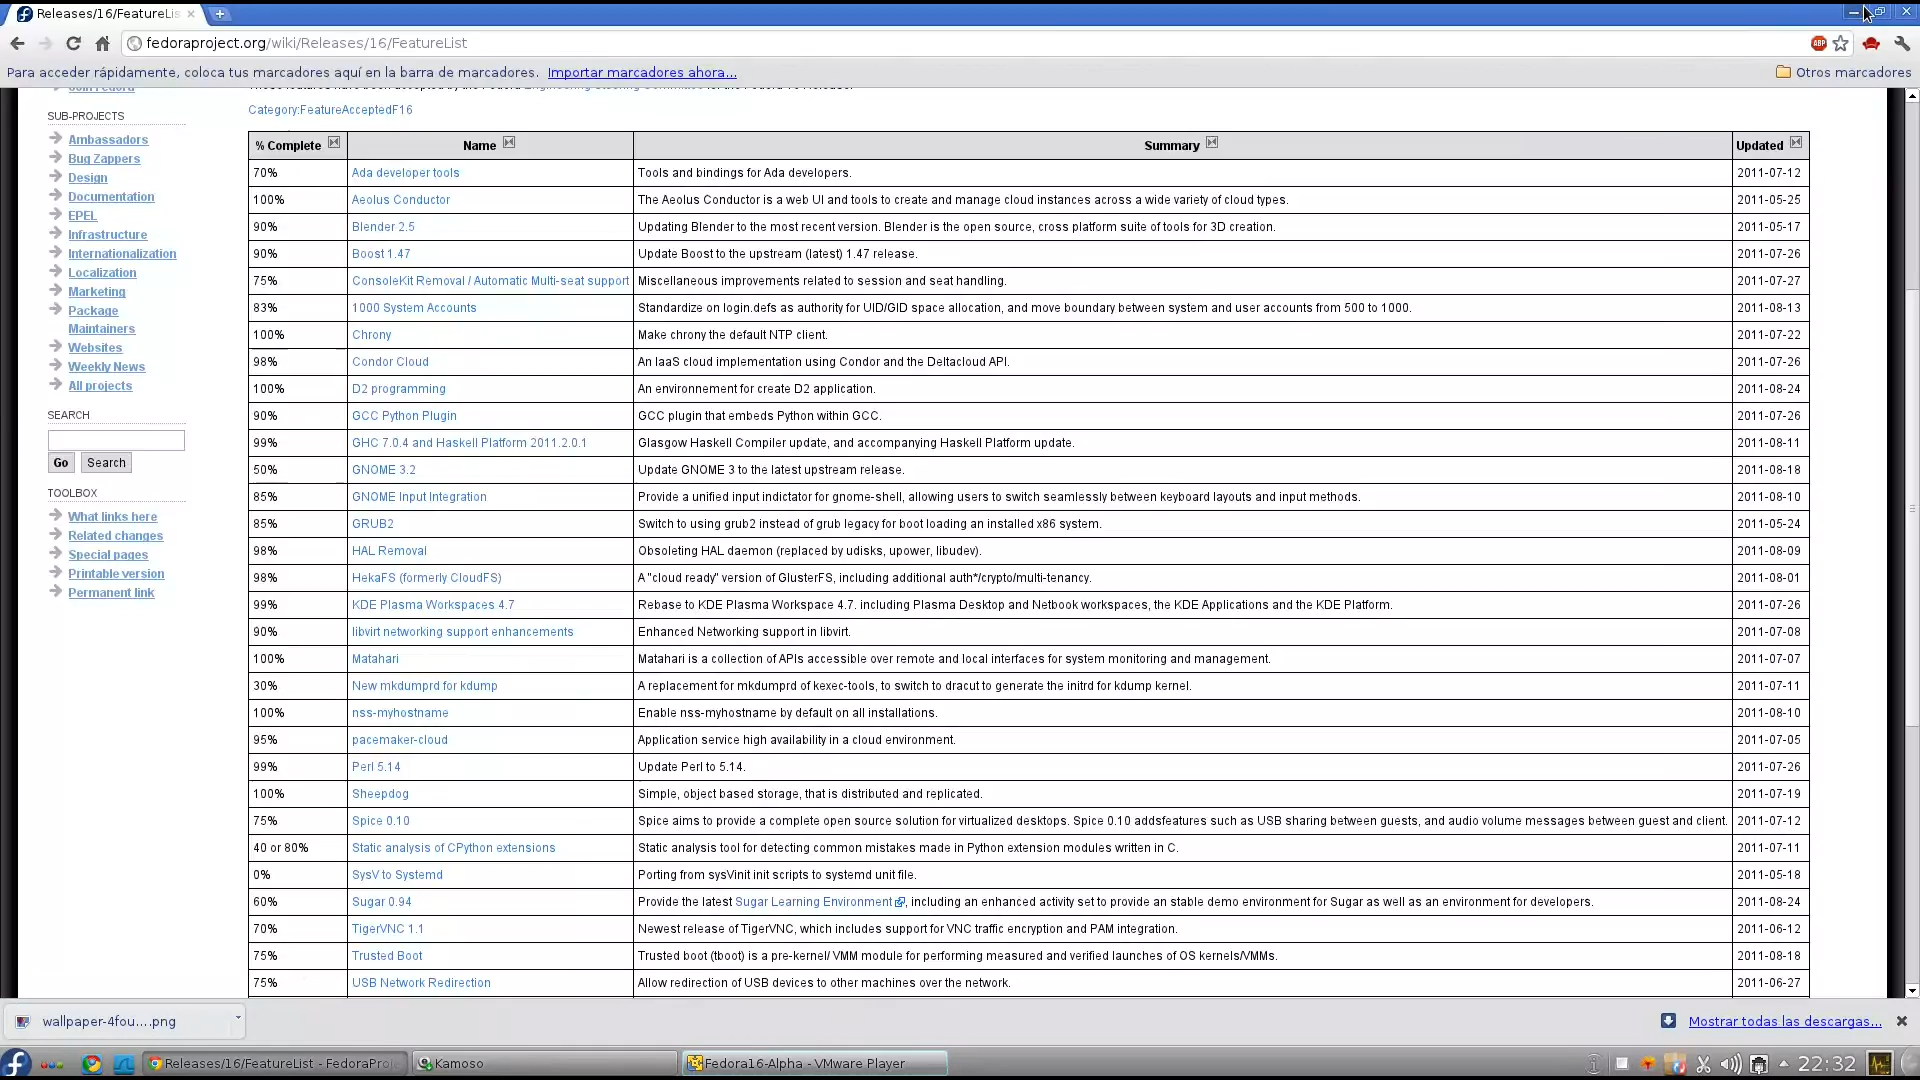 Releases/16/FeatureLis
fedoraproject.org/wiki/Releases/16/FeatureList
ABP
Para acceder rápidamente, coloca tus marcadores aquí en la barra de marcadores. Importar marcadores ahora...
Otros marcadores
Category:FeatureAcceptedF16
SUB-PROJECTS
Ambassadors
Bug Zappers
Design
Documentation
EPEL
Infrastructure
Internationalization
Localization
Marketing
Package
Maintainers
Websites
Weekly News
All projects
SEARCH
Go Search
TOOLBOX
What links here
Related changes
Special pages
Printable version
Permanent link
% Complete Name Summary Updated
70% Ada developer tools Tools and bindings for Ada developers. 2011-07-12
100% Aeolus Conductor The Aeolus Conductor is a web UI and tools to create and manage cloud instances across a wide variety of cloud types. 2011-05-25
90% Blender 2.5 Updating Blender to the most recent version. Blender is the open source, cross platform suite of tools for 3D creation. 2011-05-17
90% Boost 1.47 Update Boost to the upstream (latest) 1.47 release. 2011-07-26
75% ConsoleKit Removal / Automatic Multi-seat support Miscellaneous improvements related to session and seat handling. 2011-07-27
83% 1000 System Accounts Standardize on login.defs as authority for UID/GID space allocation, and move boundary between system and user accounts from 500 to 1000. 2011-08-13
100% Chrony Make chrony the default NTP client. 2011-07-22
98% Condor Cloud An IaaS cloud implementation using Condor and the Deltacloud API. 2011-07-26
100% D2 programming An environnement for create D2 application. 2011-08-24
90% GCC Python Plugin GCC plugin that embeds Python within GCC. 2011-07-26
99% GHC 7.0.4 and Haskell Platform 2011.2.0.1 Glasgow Haskell Compiler update, and accompanying Haskell Platform update. 2011-08-11
50% GNOME 3.2 Update GNOME 3 to the latest upstream release. 2011-08-18
85% GNOME Input Integration Provide a unified input indictator for gnome-shell, allowing users to switch seamlessly between keyboard layouts and input methods. 2011-08-10
85% GRUB2 Switch to using grub2 instead of grub legacy for boot loading an installed x86 system. 2011-05-24
98% HAL Removal Obsoleting HAL daemon (replaced by udisks, upower, libudev). 2011-08-09
98% HekaFS (formerly CloudFS) A "cloud ready" version of GlusterFS, including additional auth*/crypto/multi-tenancy. 2011-08-01
99% KDE Plasma Workspaces 4.7 Rebase to KDE Plasma Workspace 4.7. including Plasma Desktop and Netbook workspaces, the KDE Applications and the KDE Platform. 2011-07-26
90% libvirt networking support enhancements Enhanced Networking support in libvirt. 2011-07-08
100% Matahari Matahari is a collection of APIs accessible over remote and local interfaces for system monitoring and management. 2011-07-07
30% New mkdumprd for kdump A replacement for mkdumprd of kexec-tools, to switch to dracut to generate the initrd for kdump kernel. 2011-07-11
100% nss-myhostname Enable nss-myhostname by default on all installations. 2011-08-10
95% pacemaker-cloud Application service high availability in a cloud environment. 2011-07-05
99% Perl 5.14 Update Perl to 5.14. 2011-07-26
100% Sheepdog Simple, object based storage, that is distributed and replicated. 2011-07-19
75% Spice 0.10 Spice aims to provide a complete open source solution for virtualized desktops. Spice 0.10 addsfeatures such as USB sharing between guests, and audio volume messages between guest and client. 2011-07-12
40 or 80% Static analysis of CPython extensions Static analysis tool for detecting common mistakes made in Python extension modules written in C. 2011-07-11
0% SysV to Systemd Porting from sysVinit init scripts to systemd unit file. 2011-05-18
60% Sugar 0.94 Provide the latest Sugar Learning Environment, including an enhanced activity set to provide an stable demo environment for Sugar as well as an environment for developers. 2011-08-24
70% TigerVNC 1.1 Newest release of TigerVNC, which includes support for VNC traffic encryption and PAM integration. 2011-06-12
75% Trusted Boot Trusted boot (tboot) is a pre-kernel/ VMM module for performing measured and verified launches of OS kernels/VMMs. 2011-08-18
75% USB Network Redirection Allow redirection of USB devices to other machines over the network. 2011-06-27
wallpaper-4fou....png
Mostrar todas las descargas...
Releases/16/FeatureList - FedoraPro
Kamoso
Fedora16-Alpha - VMware Player
22:32